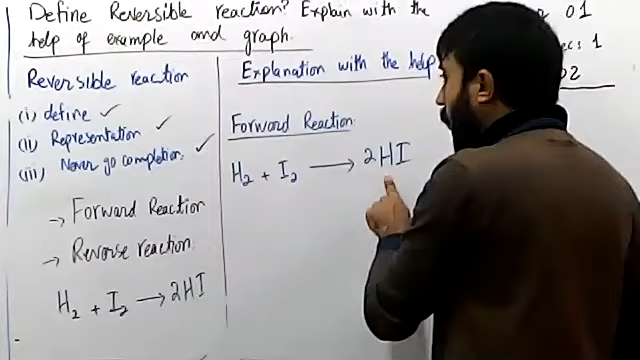 Define Reversible reaction? Explain with the
help of example and graph.
01
: 1
02
Reversible reaction
(i) define ✓
(ii) Representation ✓
(iii) Never go completion. ✓
→ Forward Reaction
→ Reverse reaction.
H₂ + I₂ → 2HI
Explanation with the help
Forward Reaction
H₂ + I₂ → 2HI